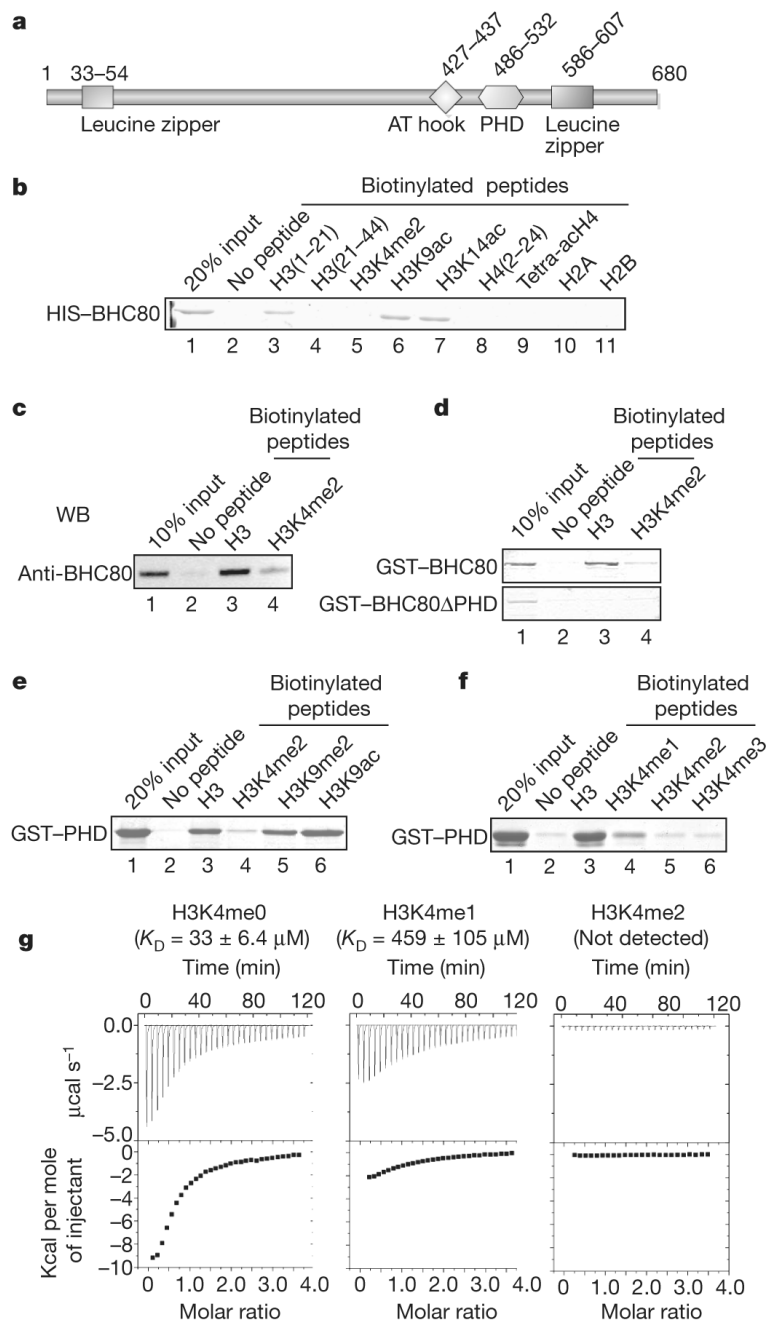 a
427–437
486–532
586–607
1 33–54 680
Leucine zipper AT hook PHD Leucine
zipper
b
Biotinylated peptides
20% input No peptide H3(1–21) H3(21–44) H3K4me2 H3K9ac H3K14ac H4(2–24) Tetra-acH4 H2A H2B
HIS–BHC80
1 2 3 4 5 6 7 8 9 10 11
c
Biotinylated
peptides
WB
10% input No peptide H3 H3K4me2
Anti-BHC80
1 2 3 4
d
Biotinylated
peptides
10% input No peptide H3 H3K4me2
GST–BHC80
GST–BHC80ΔPHD
1 2 3 4
e
Biotinylated
peptides
20% input No peptide H3 H3K4me2 H3K9me2 H3K9ac
GST–PHD
1 2 3 4 5 6
f
Biotinylated
peptides
20% input No peptide H3 H3K4me1 H3K4me2 H3K4me3
GST–PHD
1 2 3 4 5 6
g
H3K4me0
(KD = 33 ± 6.4 μM)
Time (min)
0 40 80 120
0.0
−2.5
−5.0
μcal s−1
0
−2
−4
−6
−8
−10
Kcal per mole
of injectant
0 1.0 2.0 3.0 4.0
Molar ratio
H3K4me1
(KD = 459 ± 105 μM)
Time (min)
0 40 80 120
0 1.0 2.0 3.0 4.0
Molar ratio
H3K4me2
(Not detected)
Time (min)
0 40 80 120
0 1.0 2.0 3.0 4.0
Molar ratio